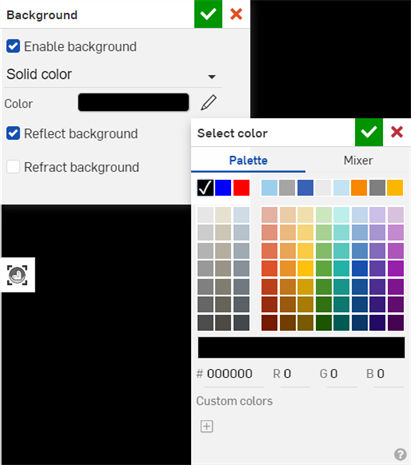 Background
Enable background
Solid color
Color
Reflect background
Refract background
Select color
Palette Mixer
# 000000 R 0 G 0 B 0
Custom colors
?